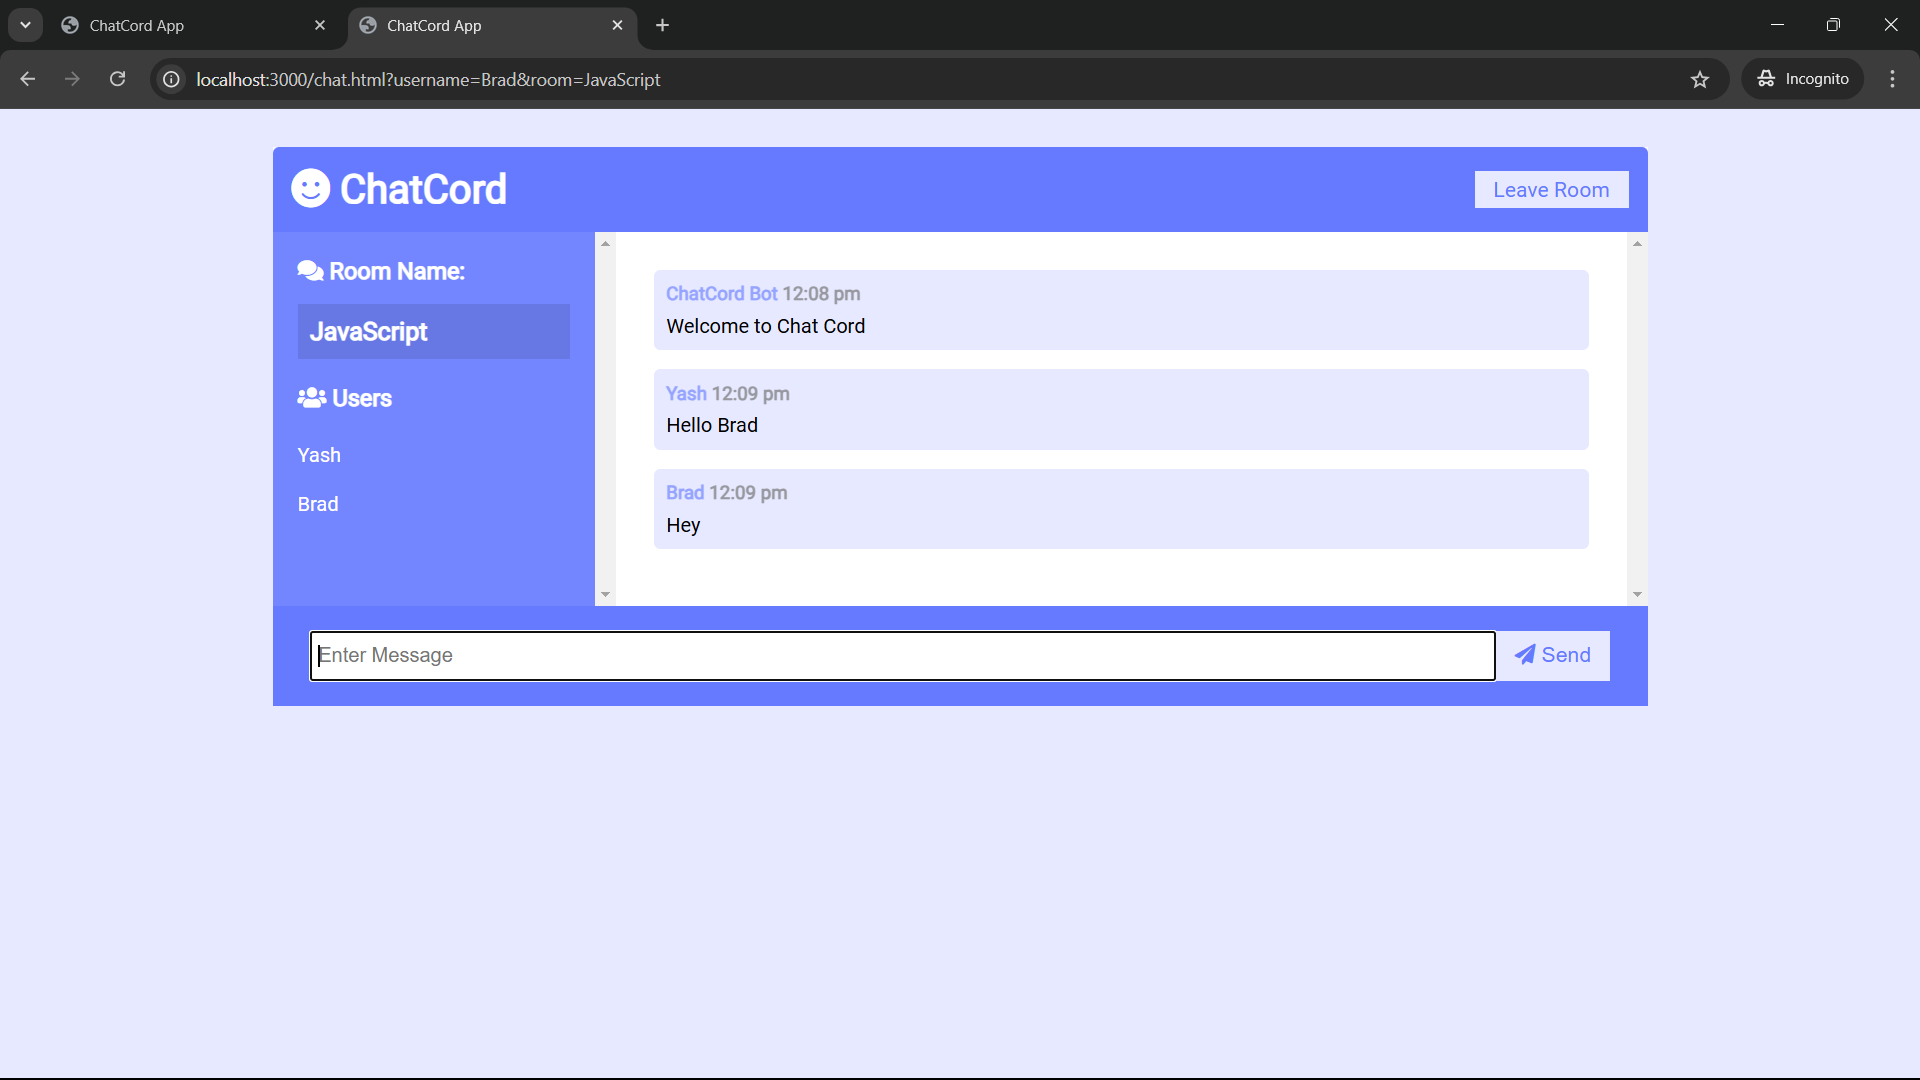 ChatCord App
ChatCord App
localhost:3000/chat.html?username=Brad&room=JavaScript
Incognito
ChatCord
Leave Room
Room Name:
JavaScript
Users
Yash
Brad
ChatCord Bot 12:08 pm
Welcome to Chat Cord
Yash 12:09 pm
Hello Brad
Brad 12:09 pm
Hey
Enter Message
Send